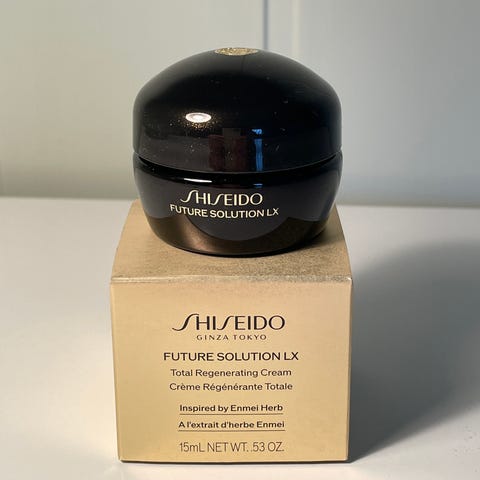 SHISEIDO
FUTURE SOLUTION LX
SHISEIDO
GINZA TOKYO
FUTURE SOLUTION LX
Total Regenerating Cream
Crème Régénérante Totale
Inspired by Enmei Herb
A l'extrait d'herbe Enmei
15mL NET WT. .53 OZ.